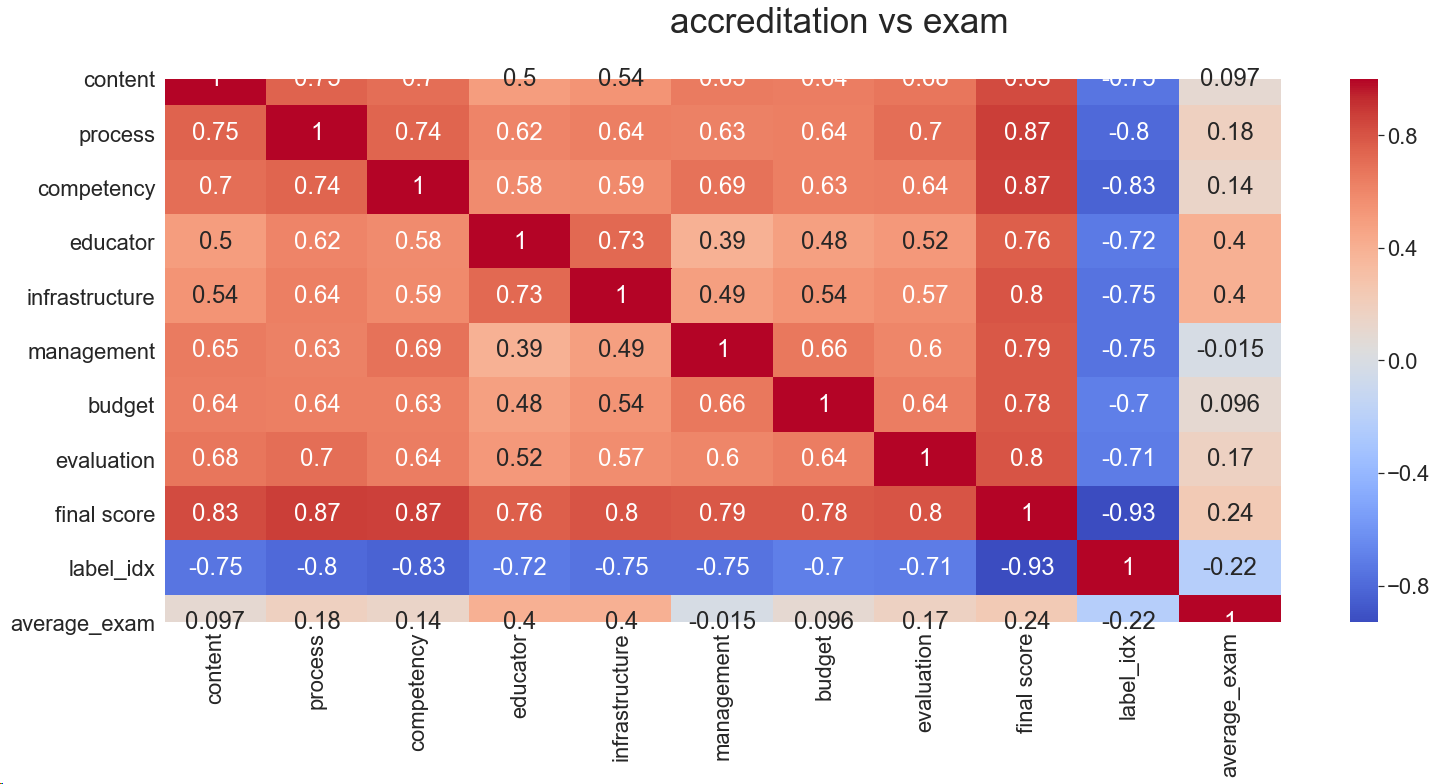 accreditation vs exam
content 1 0.75 0.7 0.5 0.54 0.65 0.64 0.68 0.83 -0.75 0.097
process 0.75 1 0.74 0.62 0.64 0.63 0.64 0.7 0.87 -0.8 0.18
competency 0.7 0.74 1 0.58 0.59 0.69 0.63 0.64 0.87 -0.83 0.14
educator 0.5 0.62 0.58 1 0.73 0.39 0.48 0.52 0.76 -0.72 0.4
infrastructure 0.54 0.64 0.59 0.73 1 0.49 0.54 0.57 0.8 -0.75 0.4
management 0.65 0.63 0.69 0.39 0.49 1 0.66 0.6 0.79 -0.75 -0.015
budget 0.64 0.64 0.63 0.48 0.54 0.66 1 0.64 0.78 -0.7 0.096
evaluation 0.68 0.7 0.64 0.52 0.57 0.6 0.64 1 0.8 -0.71 0.17
final score 0.83 0.87 0.87 0.76 0.8 0.79 0.78 0.8 1 -0.93 0.24
label_idx -0.75 -0.8 -0.83 -0.72 -0.75 -0.75 -0.7 -0.71 -0.93 1 -0.22
average_exam 0.097 0.18 0.14 0.4 0.4 -0.015 0.096 0.17 0.24 -0.22 1
content
process
competency
educator
infrastructure
management
budget
evaluation
final score
label_idx
average_exam
0.8
0.4
0.0
−0.4
−0.8